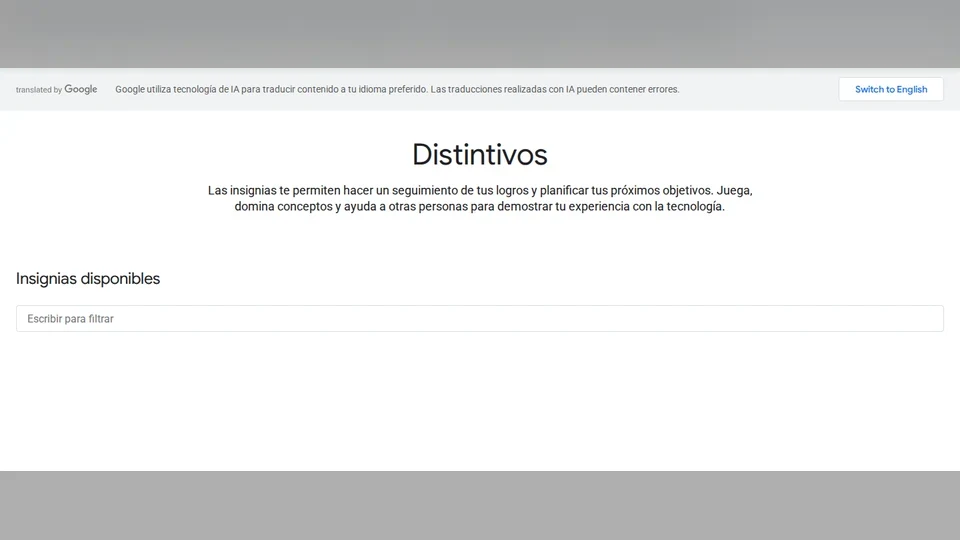 translated by Google
Google utiliza tecnología de IA para traducir contenido a tu idioma preferido. Las traducciones realizadas con IA pueden contener errores.
Switch to English
Distintivos
Las insignias te permiten hacer un seguimiento de tus logros y planificar tus próximos objetivos. Juega,
domina conceptos y ayuda a otras personas para demostrar tu experiencia con la tecnología.
Insignias disponibles
Escribir para filtrar